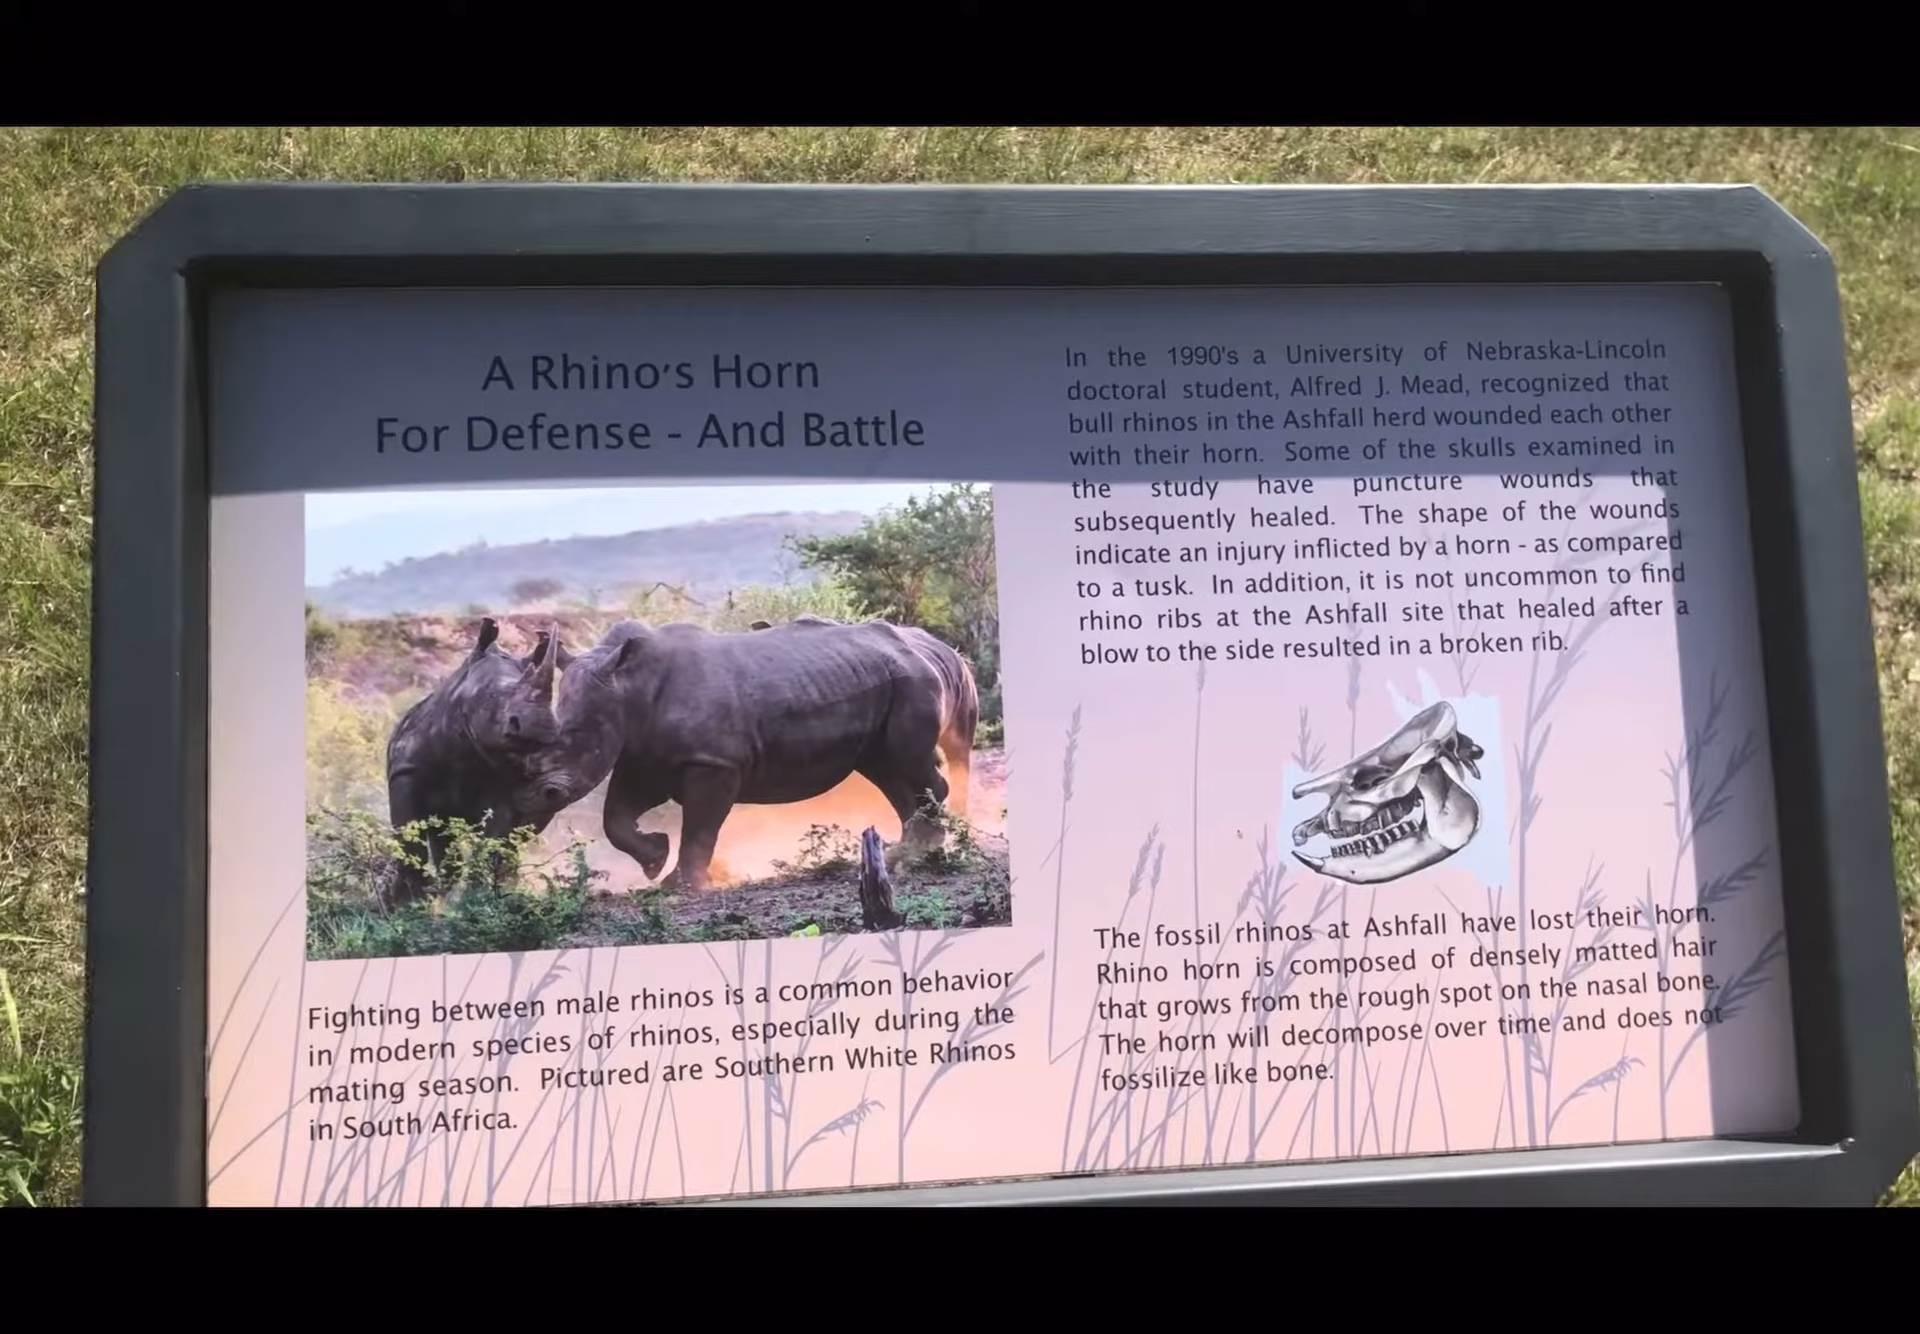 A Rhino's Horn
For Defense - And Battle
Fighting between male rhinos is a common behavior
in modern species of rhinos, especially during the
mating season. Pictured are Southern White Rhinos
in South Africa.
In the 1990's a University of Nebraska-Lincoln
doctoral student, Alfred J. Mead, recognized that
bull rhinos in the Ashfall herd wounded each other
with their horn. Some of the skulls examined in
the study have puncture wounds that
subsequently healed. The shape of the wounds
indicate an injury inflicted by a horn - as compared
to a tusk. In addition, it is not uncommon to find
rhino ribs at the Ashfall site that healed after a
blow to the side resulted in a broken rib.
The fossil rhinos at Ashfall have lost their horn.
Rhino horn is composed of densely matted hair
that grows from the rough spot on the nasal bone.
The horn will decompose over time and does not
fossilize like bone.